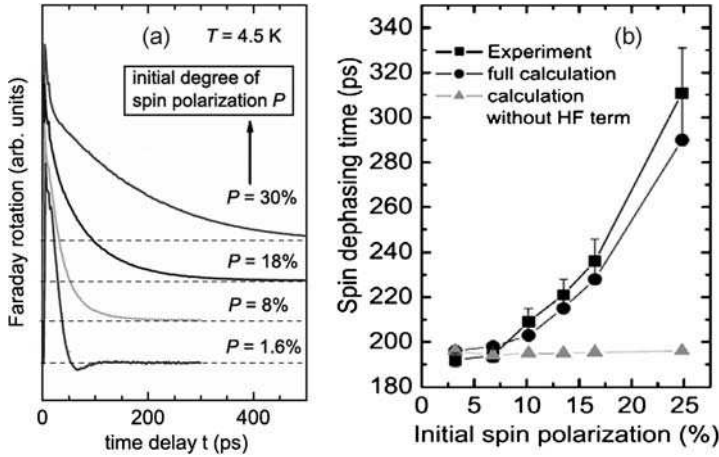 (a)
T = 4.5 K
initial degree of
spin polarization P
P = 30%
P = 18%
P = 8%
P = 1.6%
Faraday rotation (arb. units)
0 200 400
time delay t (ps)
(b)
Experiment
full calculation
calculation
without HF term
Spin dephasing time (ps)
340
320
300
280
260
240
220
200
180
0 5 10 15 20 25
Initial spin polarization (%)